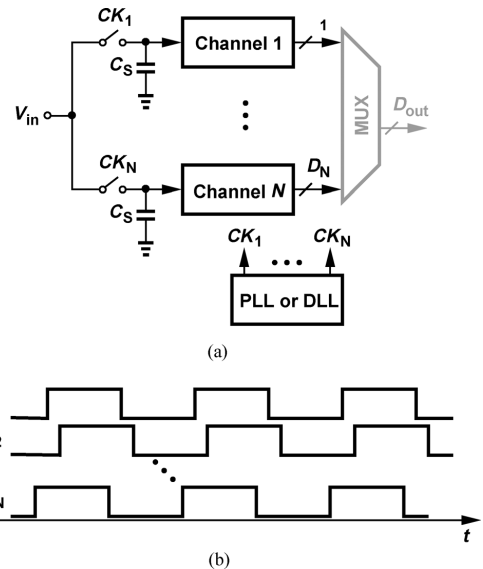 CK1
Channel 1
1
CS
MUX
Dout
Vin
CKN
Channel N
DN
CS
CK1
CKN
PLL or DLL
(a)
N
t
(b)